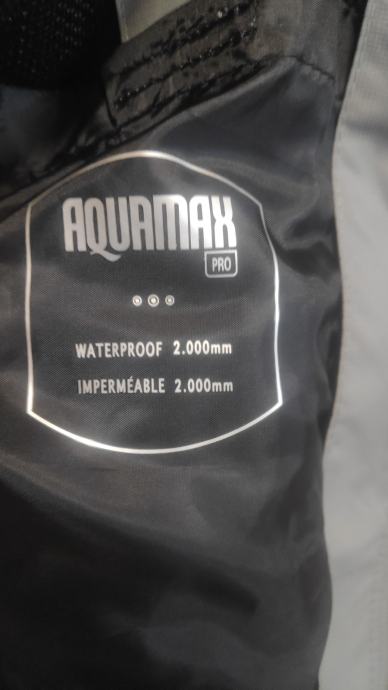 AQUAMAX
PRO
WATERPROOF 2.000mm
IMPERMÉABLE 2.000mm